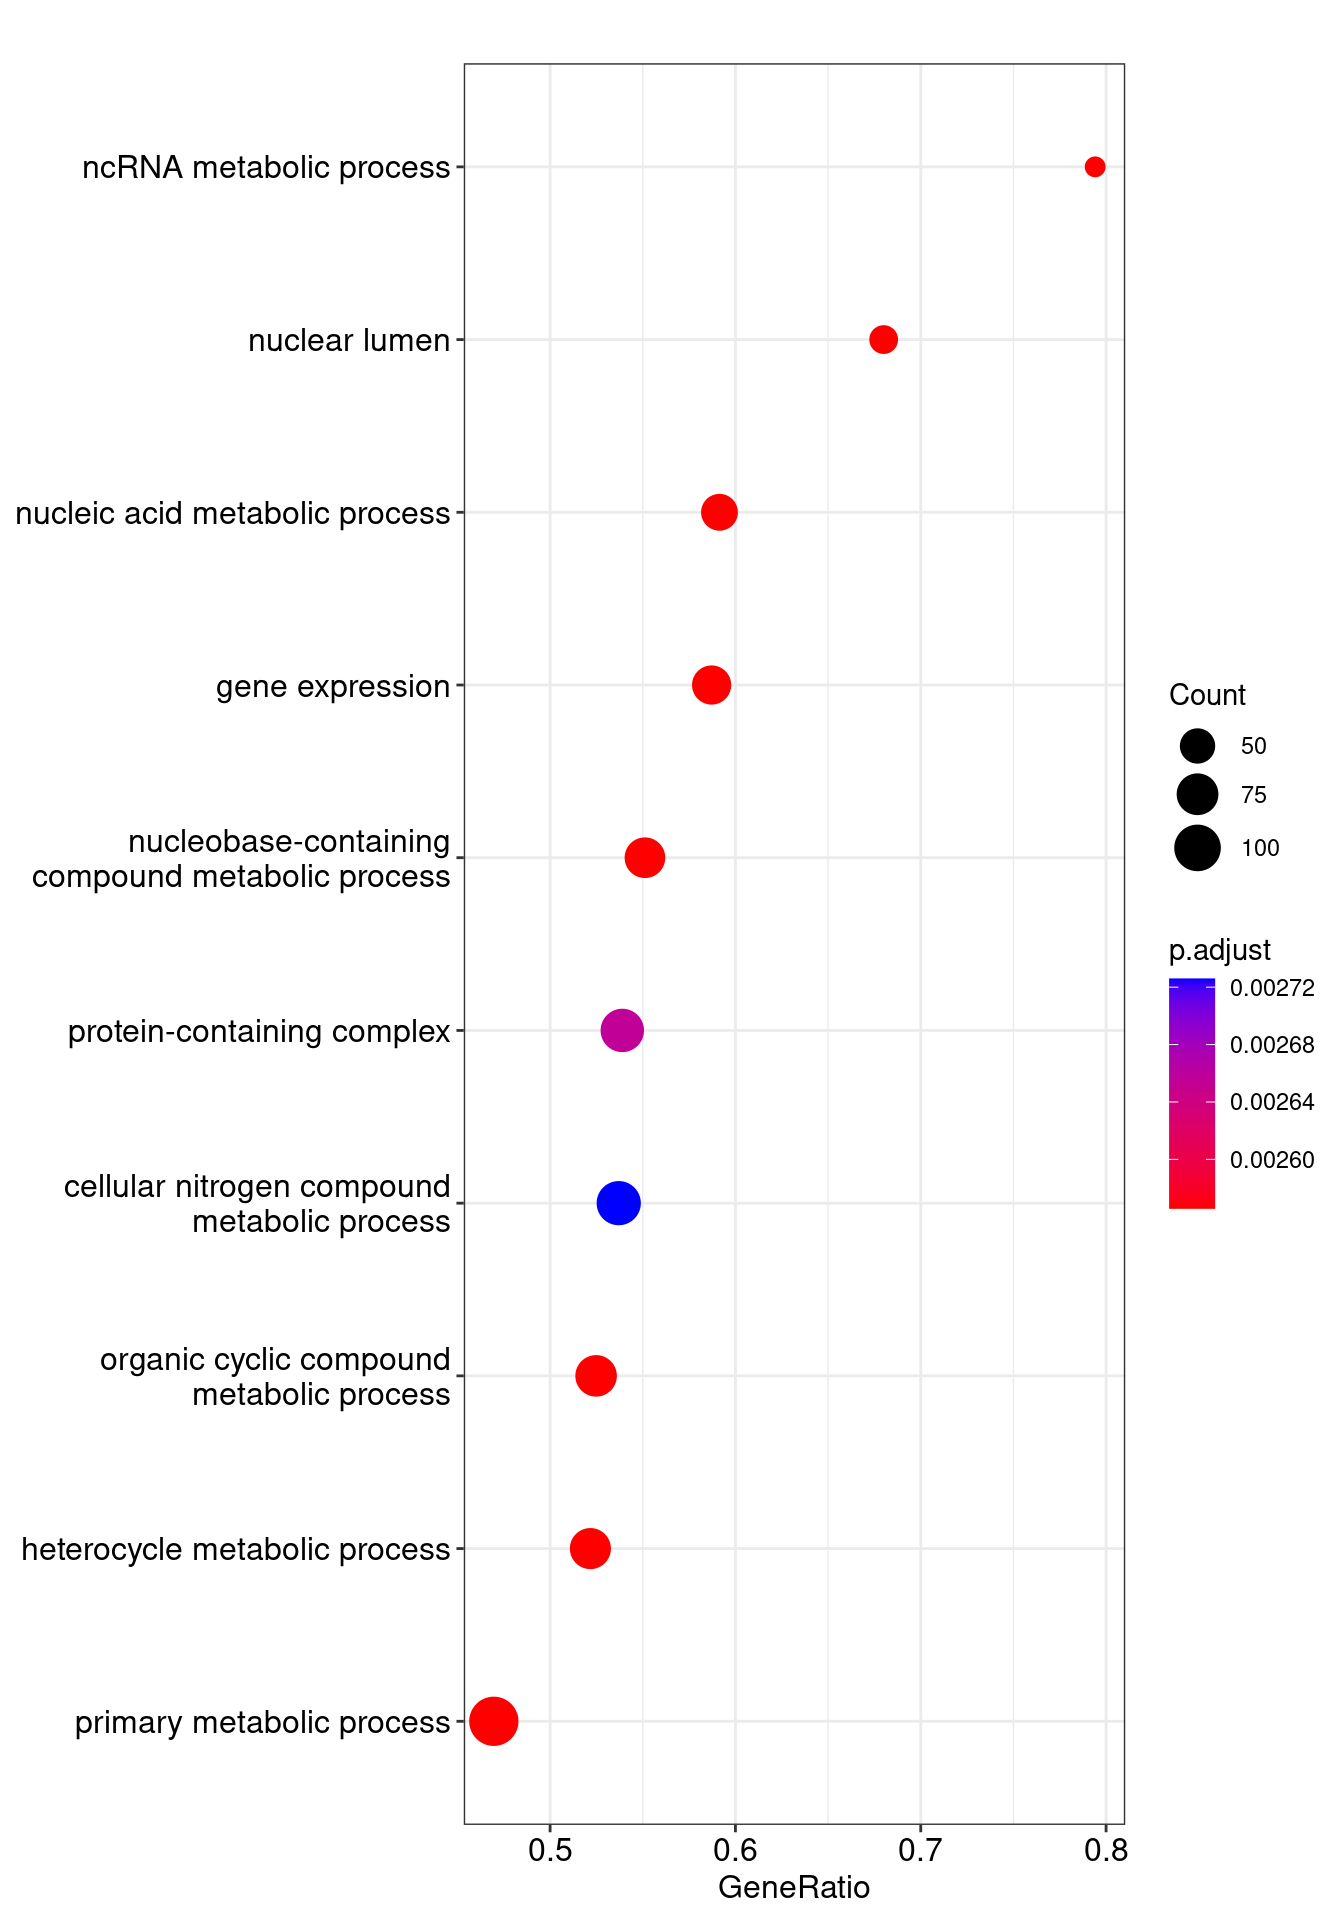 ncRNA metabolic process
nuclear lumen
nucleic acid metabolic process
gene expression
nucleobase-containing
compound metabolic process
protein-containing complex
cellular nitrogen compound
metabolic process
organic cyclic compound
metabolic process
heterocycle metabolic process
primary metabolic process
0.5 0.6 0.7 0.8
GeneRatio
Count
50
75
100
p.adjust
0.00272
0.00268
0.00264
0.00260